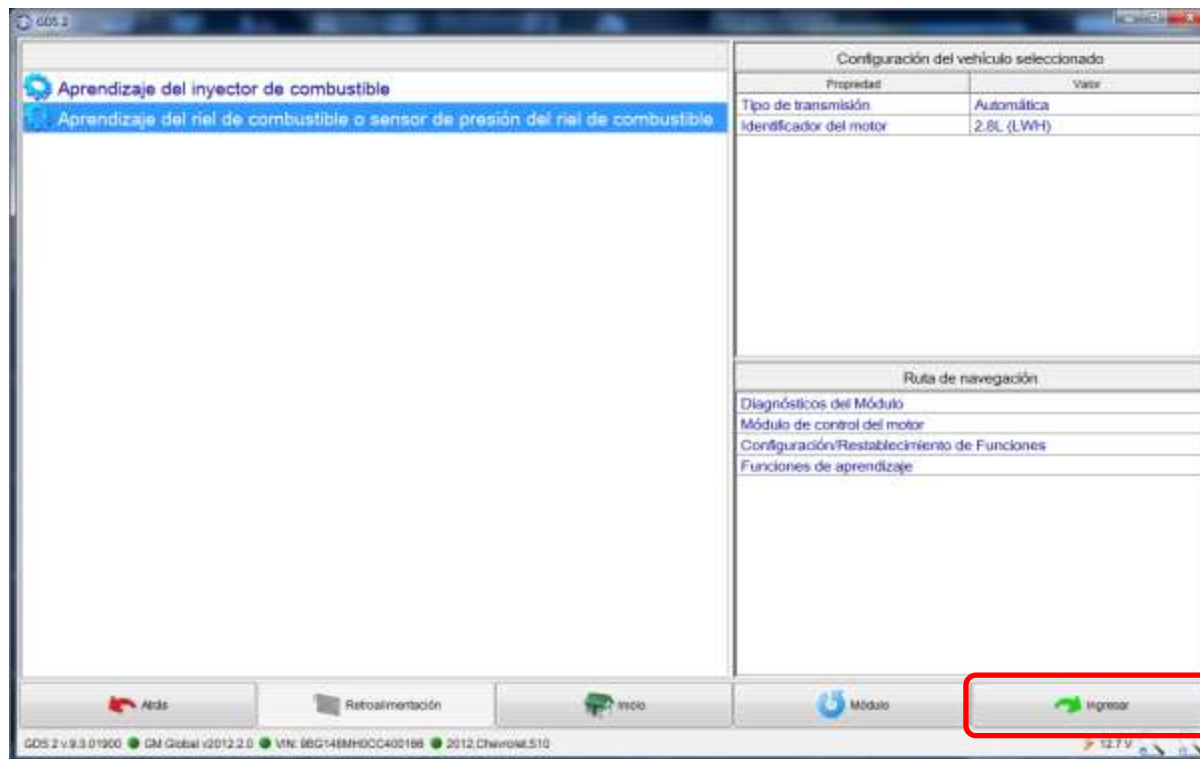 GDS 2
Configuración del vehículo seleccionado
Propiedad Valor
Tipo de transmisión Automática
Identificador del motor 2.8L (LWH)
Aprendizaje del inyector de combustible
Aprendizaje del riel de combustible o sensor de presión del riel de combustible
Ruta de navegación
Diagnósticos del Módulo
Módulo de control del motor
Configuración/Restablecimiento de Funciones
Funciones de aprendizaje
Atrás
Retroalimentación
Inicio
Módulo
Ingresar
GDS 2 v.9.3.01900 GM Global v2012.2.0 VIN: 2012,Chevrolet,S10
12.7 V